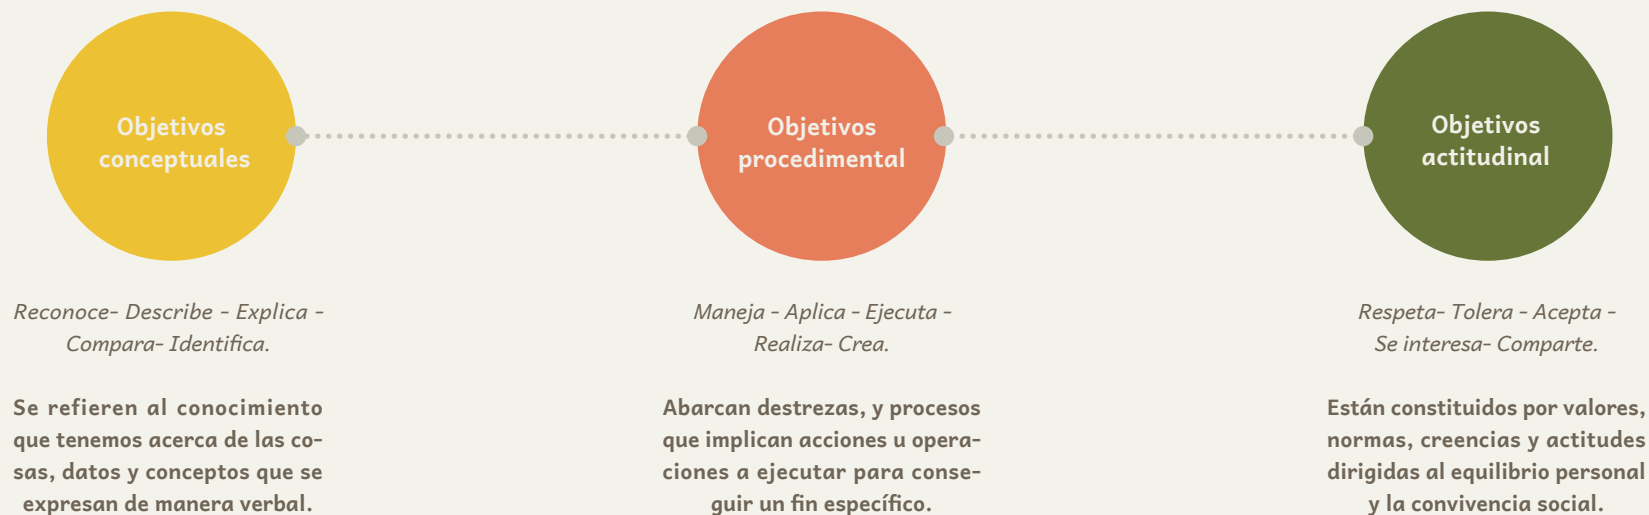 Objetivos
conceptuales
Reconoce- Describe - Explica -
Compara- Identifica.
Se refieren al conocimiento
que tenemos acerca de las co-
sas, datos y conceptos que se
expresan de manera verbal.
Objetivos
procedimental
Maneja - Aplica - Ejecuta -
Realiza- Crea.
Abarcan destrezas, y procesos
que implican acciones u opera-
ciones a ejecutar para conse-
guir un fin específico.
Objetivos
actitudinal
Respeta- Tolera - Acepta -
Se interesa- Comparte.
Están constituidos por valores,
normas, creencias y actitudes
dirigidas al equilibrio personal
y la convivencia social.